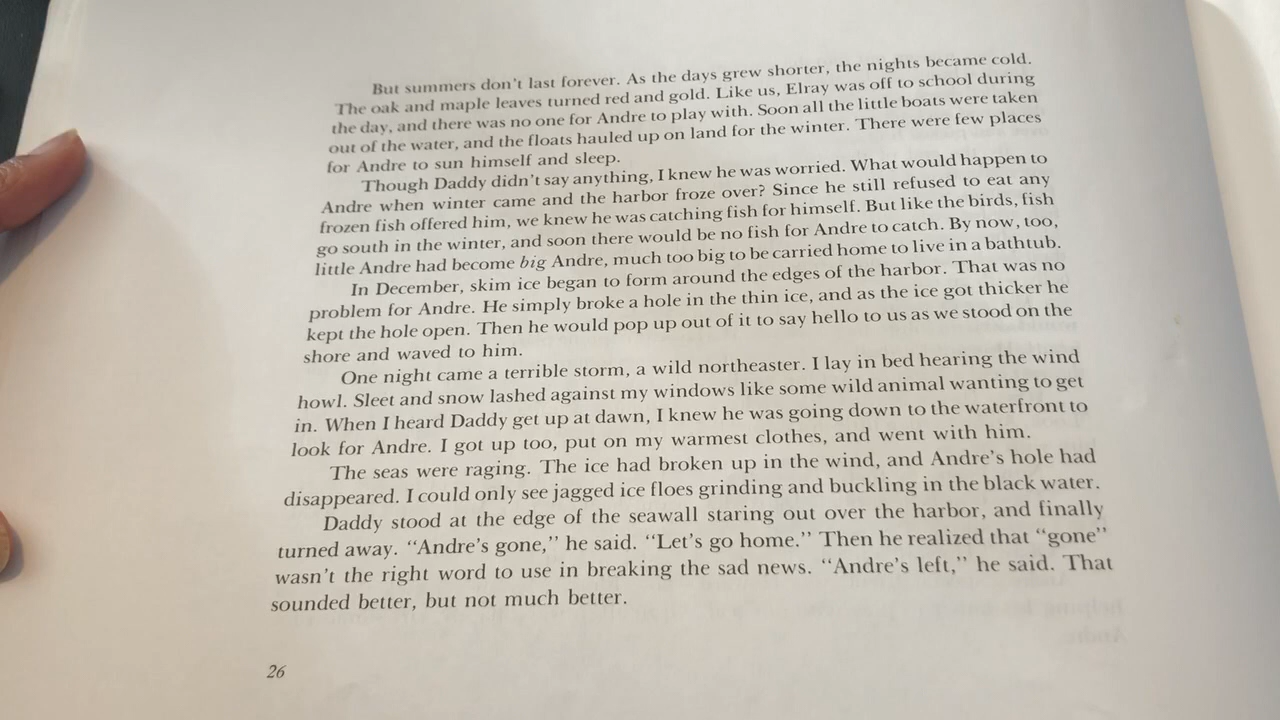 But summers don't last forever. As the days grew shorter, the nights became cold.
The oak and maple leaves turned red and gold. Like us, Elray was off to school during
the day, and there was no one for Andre to play with. Soon all the little boats were taken
out of the water, and the floats hauled up on land for the winter. There were few places
for Andre to sun himself and sleep.
Though Daddy didn't say anything, I knew he was worried. What would happen to
Andre when winter came and the harbor froze over? Since he still refused to eat any
frozen fish offered him, we knew he was catching fish for himself. But like the birds, fish
go south in the winter, and soon there would be no fish for Andre to catch. By now, too,
little Andre had become big Andre, much too big to be carried home to live in a bathtub.
In December, skim ice began to form around the edges of the harbor. That was no
problem for Andre. He simply broke a hole in the thin ice, and as the ice got thicker he
kept the hole open. Then he would pop up out of it to say hello to us as we stood on the
shore and waved to him.
One night came a terrible storm, a wild northeaster. I lay in bed hearing the wind
howl. Sleet and snow lashed against my windows like some wild animal wanting to get
in. When I heard Daddy get up at dawn, I knew he was going down to the waterfront to
look for Andre. I got up too, put on my warmest clothes, and went with him.
The seas were raging. The ice had broken up in the wind, and Andre's hole had
disappeared. I could only see jagged ice floes grinding and buckling in the black water.
Daddy stood at the edge of the seawall staring out over the harbor, and finally
turned away. "Andre's gone," he said. "Let's go home." Then he realized that "gone"
wasn't the right word to use in breaking the sad news. "Andre's left," he said. That
sounded better, but not much better.
26